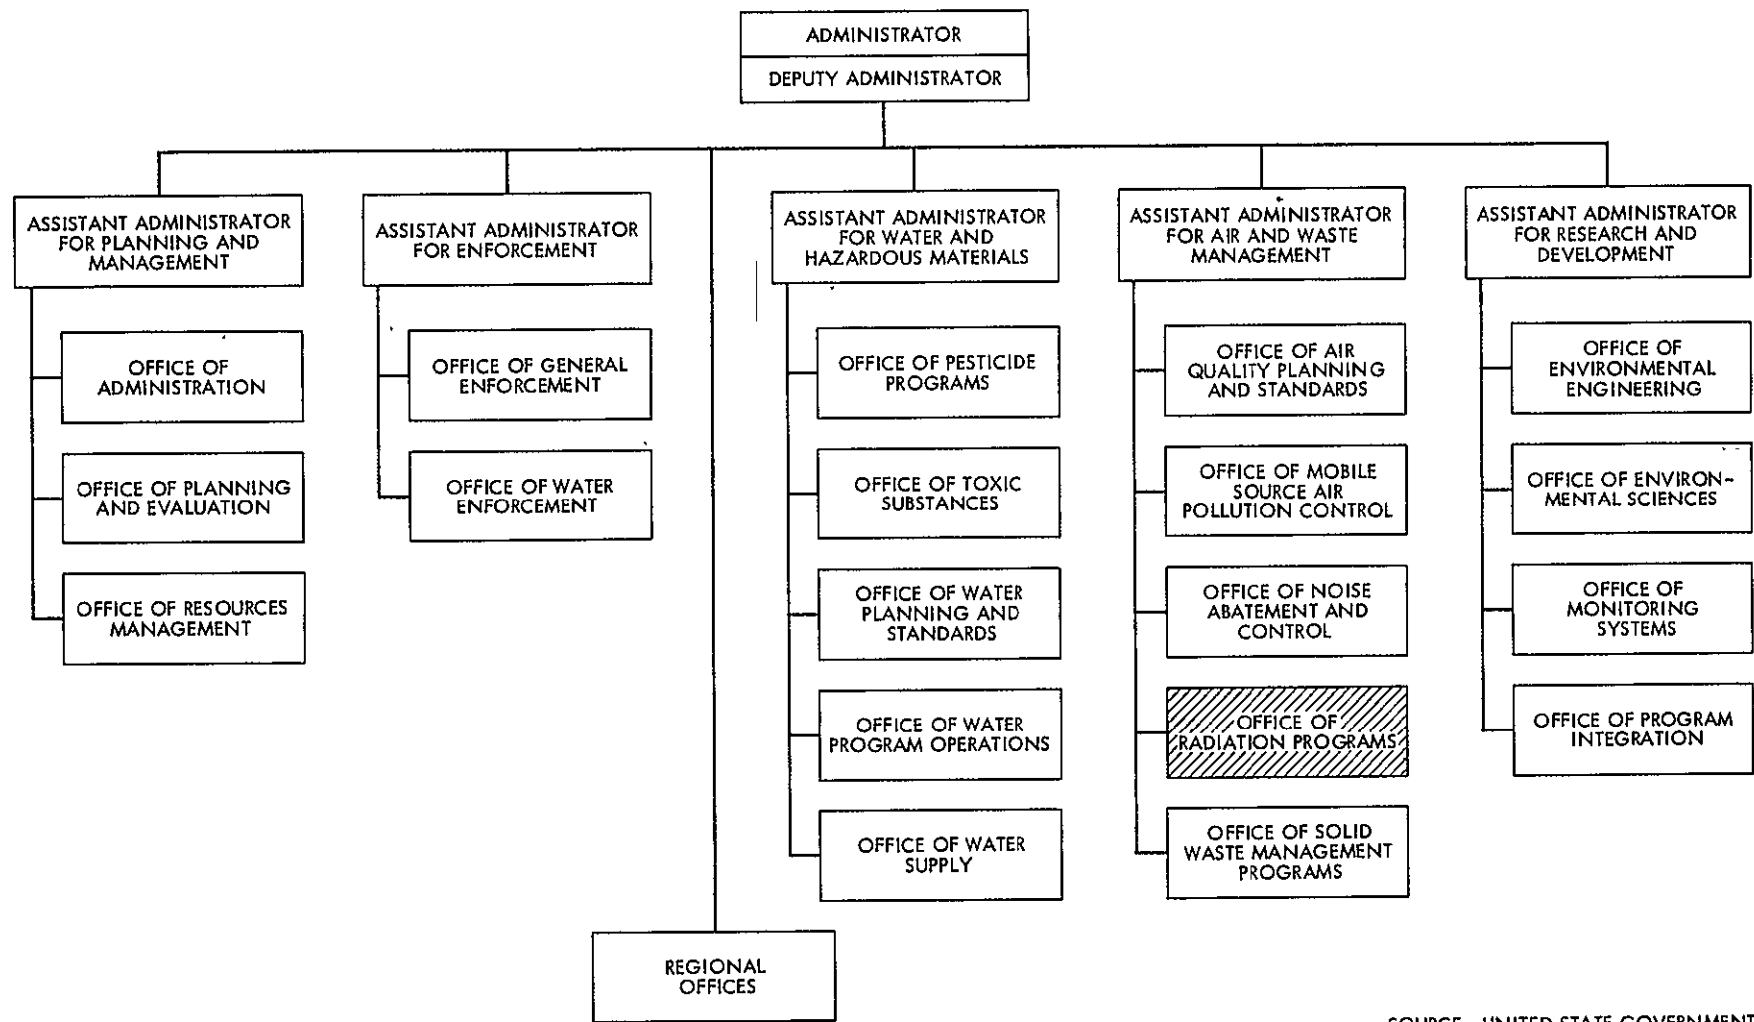 ADMINISTRATOR
DEPUTY ADMINISTRATOR
ASSISTANT ADMINISTRATOR
FOR PLANNING AND
MANAGEMENT
ASSISTANT ADMINISTRATOR
FOR ENFORCEMENT
ASSISTANT ADMINISTRATOR
FOR WATER AND
HAZARDOUS MATERIALS
ASSISTANT ADMINISTRATOR
FOR AIR AND WASTE
MANAGEMENT
ASSISTANT ADMINISTRATOR
FOR RESEARCH AND
DEVELOPMENT
OFFICE OF
ADMINISTRATION
OFFICE OF PLANNING
AND EVALUATION
OFFICE OF RESOURCES
MANAGEMENT
OFFICE OF GENERAL
ENFORCEMENT
OFFICE OF WATER
ENFORCEMENT
OFFICE OF PESTICIDE
PROGRAMS
OFFICE OF TOXIC
SUBSTANCES
OFFICE OF WATER
PLANNING AND
STANDARDS
OFFICE OF WATER
PROGRAM OPERATIONS
OFFICE OF WATER
SUPPLY
OFFICE OF AIR
QUALITY PLANNING
AND STANDARDS
OFFICE OF MOBILE
SOURCE AIR
POLLUTION CONTROL
OFFICE OF NOISE
ABATEMENT AND
CONTROL
OFFICE OF
RADIATION PROGRAMS
OFFICE OF SOLID
WASTE MANAGEMENT
PROGRAMS
OFFICE OF
ENVIRONMENTAL
ENGINEERING
OFFICE OF ENVIRON-
MENTAL SCIENCES
OFFICE OF
MONITORING
SYSTEMS
OFFICE OF PROGRAM
INTEGRATION
REGIONAL
OFFICES
SOURCE UNITED STATE GOVERNMENT